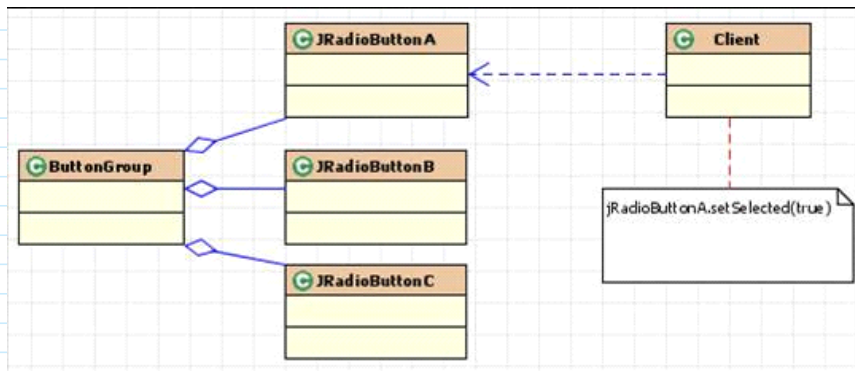 JRadioButtonA
Client
ButtonGroup
JRadioButtonB
jRadioButtonA.setSelected(true)
JRadioButtonC